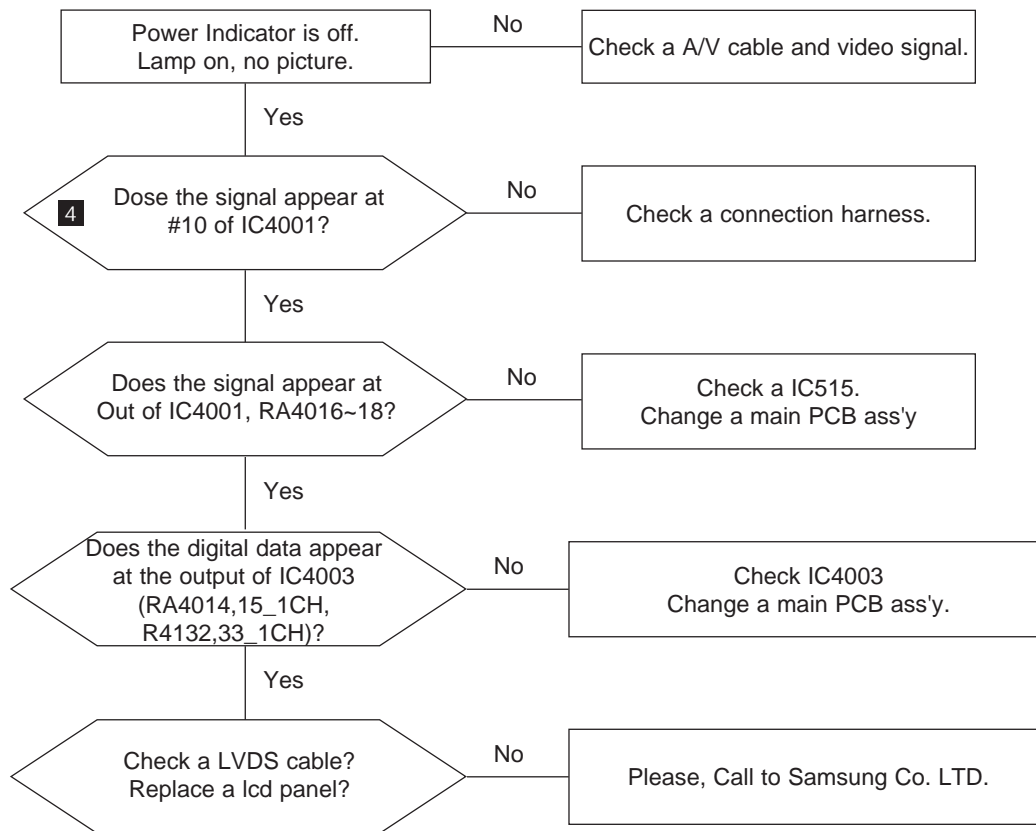 Power Indicator is off.
Lamp on, no picture.
No
Check a A/V cable and video signal.
Yes
4
Dose the signal appear at
#10 of IC4001?
No
Check a connection harness.
Yes
Does the signal appear at
Out of IC4001, RA4016~18?
No
Check a IC515.
Change a main PCB ass'y
Yes
Does the digital data appear
at the output of IC4003
(RA4014,15_1CH,
R4132,33_1CH)?
No
Check IC4003
Change a main PCB ass'y.
Yes
Check a LVDS cable?
Replace a lcd panel?
No
Please, Call to Samsung Co. LTD.